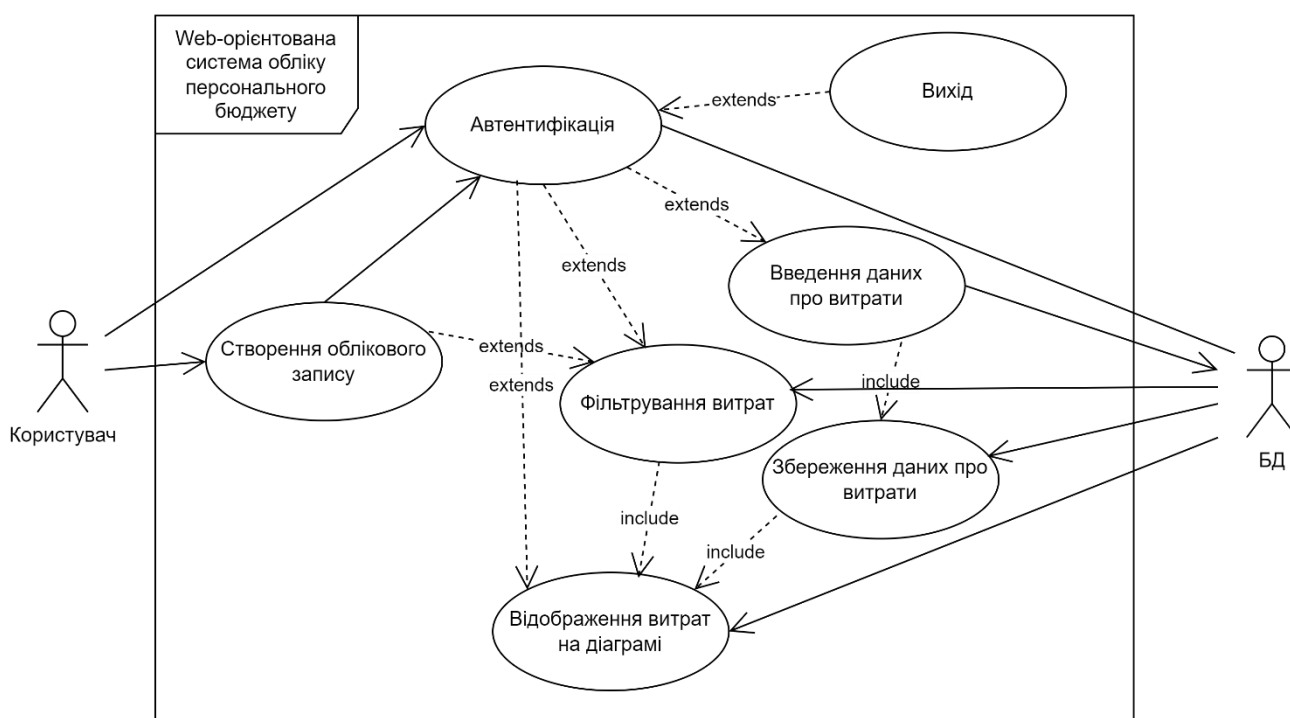 Web-орієнтована
система обліку
персонального
бюджету
Автентифікація
extends
Вихід
extends
extends
Введення даних
про витрати
Створення облікового
запису
extends
extends
include
Фільтрування витрат
Користувач
БД
Збереження даних про
витрати
include
include
Відображення витрат
на діаграмі